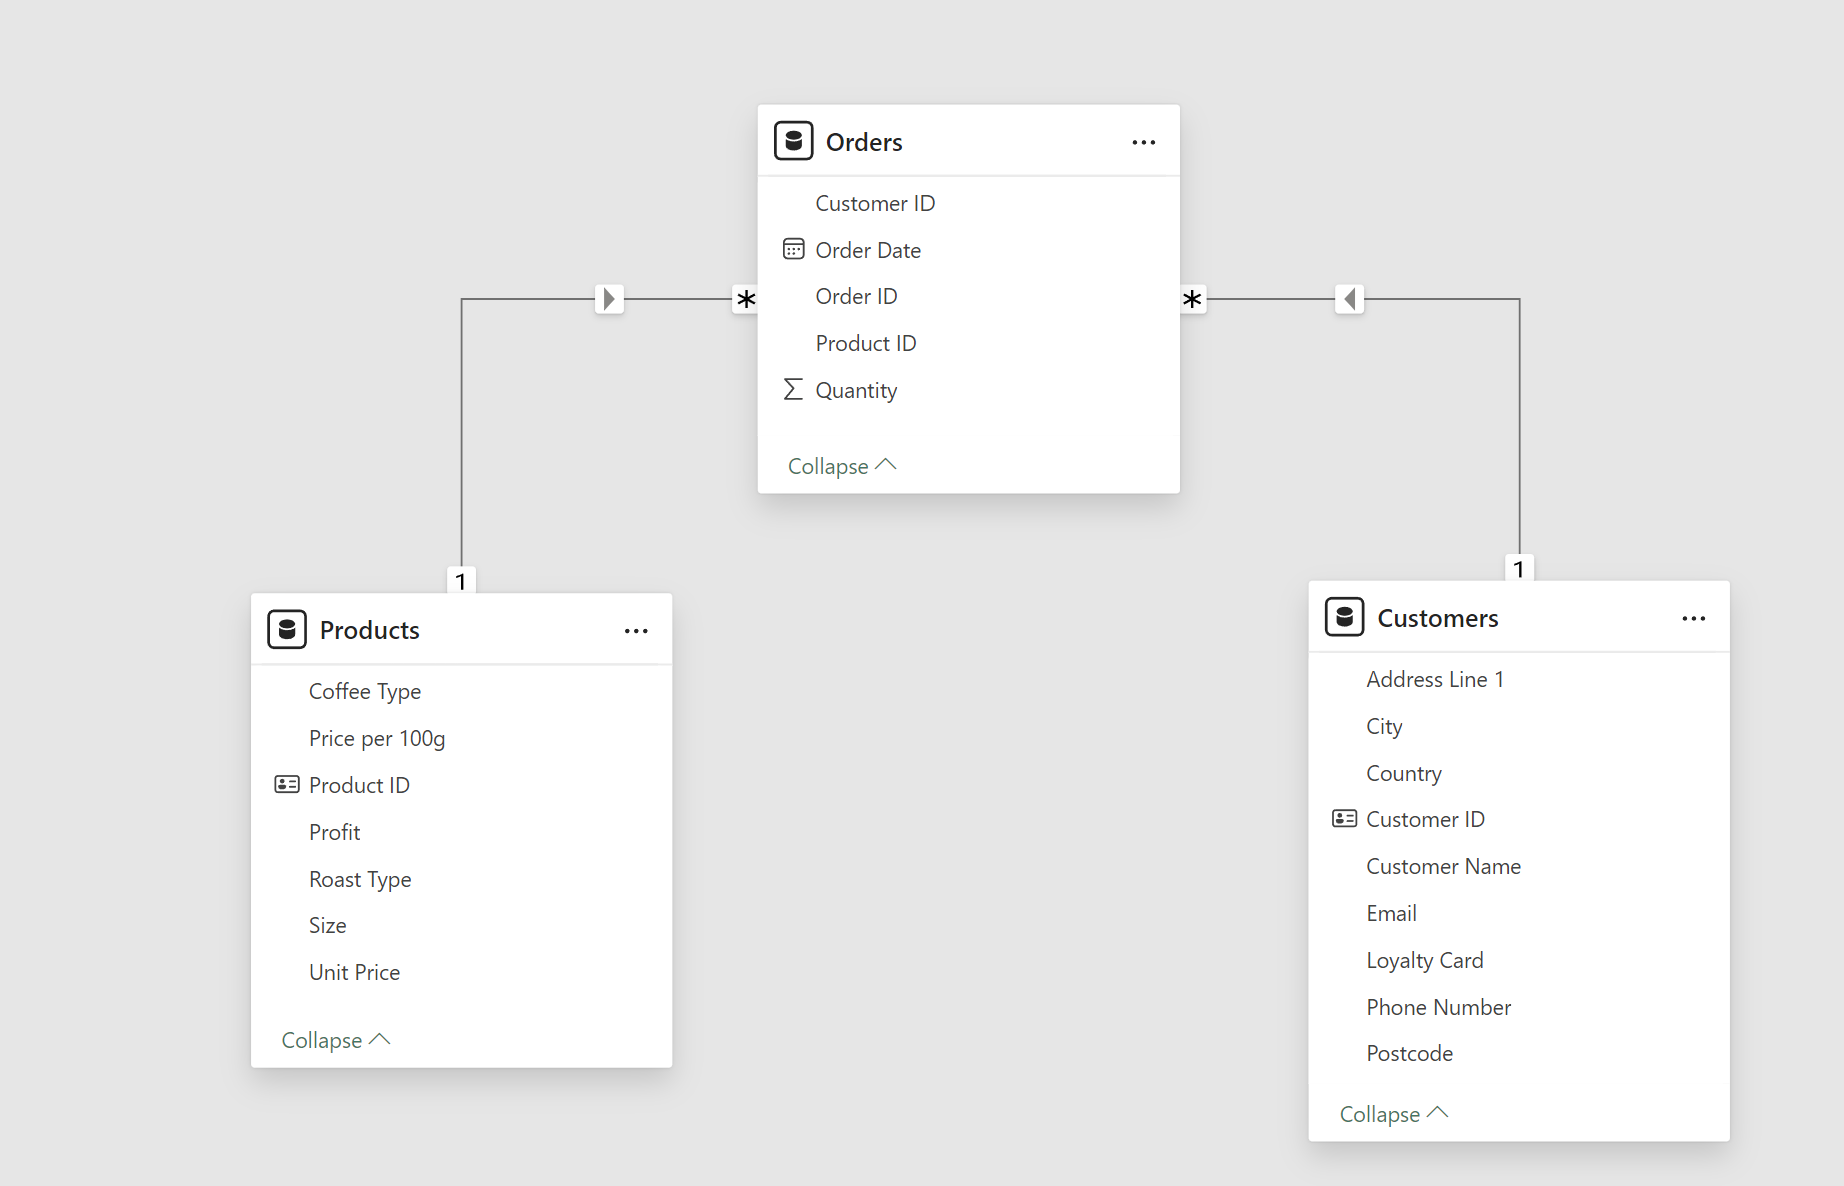 Orders
Customer ID
Order Date
Order ID
Product ID
Quantity
Collapse
*
*
1
1
Products
Coffee Type
Price per 100g
Product ID
Profit
Roast Type
Size
Unit Price
Collapse
Customers
Address Line 1
City
Country
Customer ID
Customer Name
Email
Loyalty Card
Phone Number
Postcode
Collapse